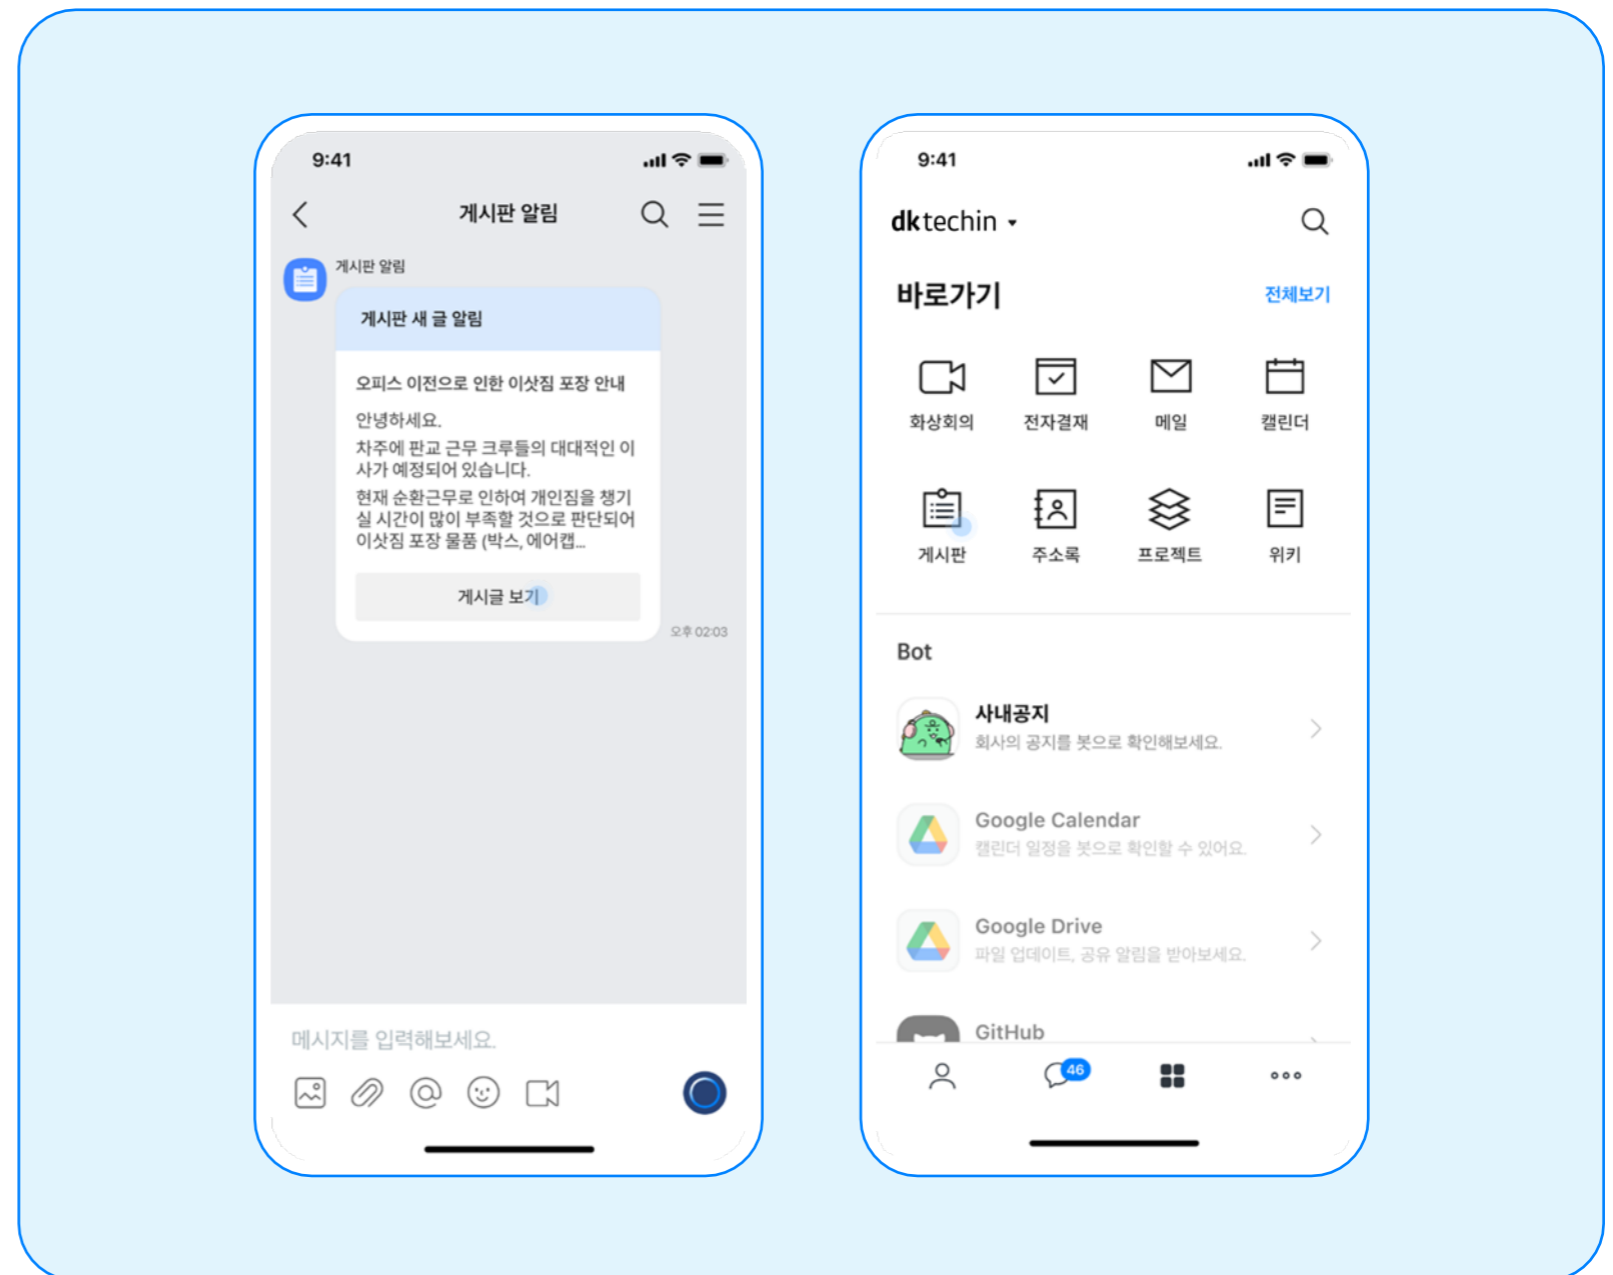 9:41
게시판 알림
게시판 알림
게시판 새 글 알림
오피스 이전으로 인한 이삿짐 포장 안내
안녕하세요.
차주에 판교 근무 크루들의 대대적인 이
사가 예정되어 있습니다.
현재 순환근무로 인하여 개인짐을 챙기
실 시간이 많이 부족할 것으로 판단되어
이삿짐 포장 물품 (박스, 에어캡...
게시글 보기
오후 02:03
메시지를 입력해보세요.
9:41
dktechin
바로가기 전체보기
화상회의 전자결재 메일 캘린더
게시판 주소록 프로젝트 위키
Bot
사내공지
회사의 공지를 봇으로 확인해보세요.
Google Calendar
캘린더 일정을 봇으로 확인할 수 있어요.
Google Drive
파일 업데이트, 공유 알림을 받아보세요.
GitHub
46